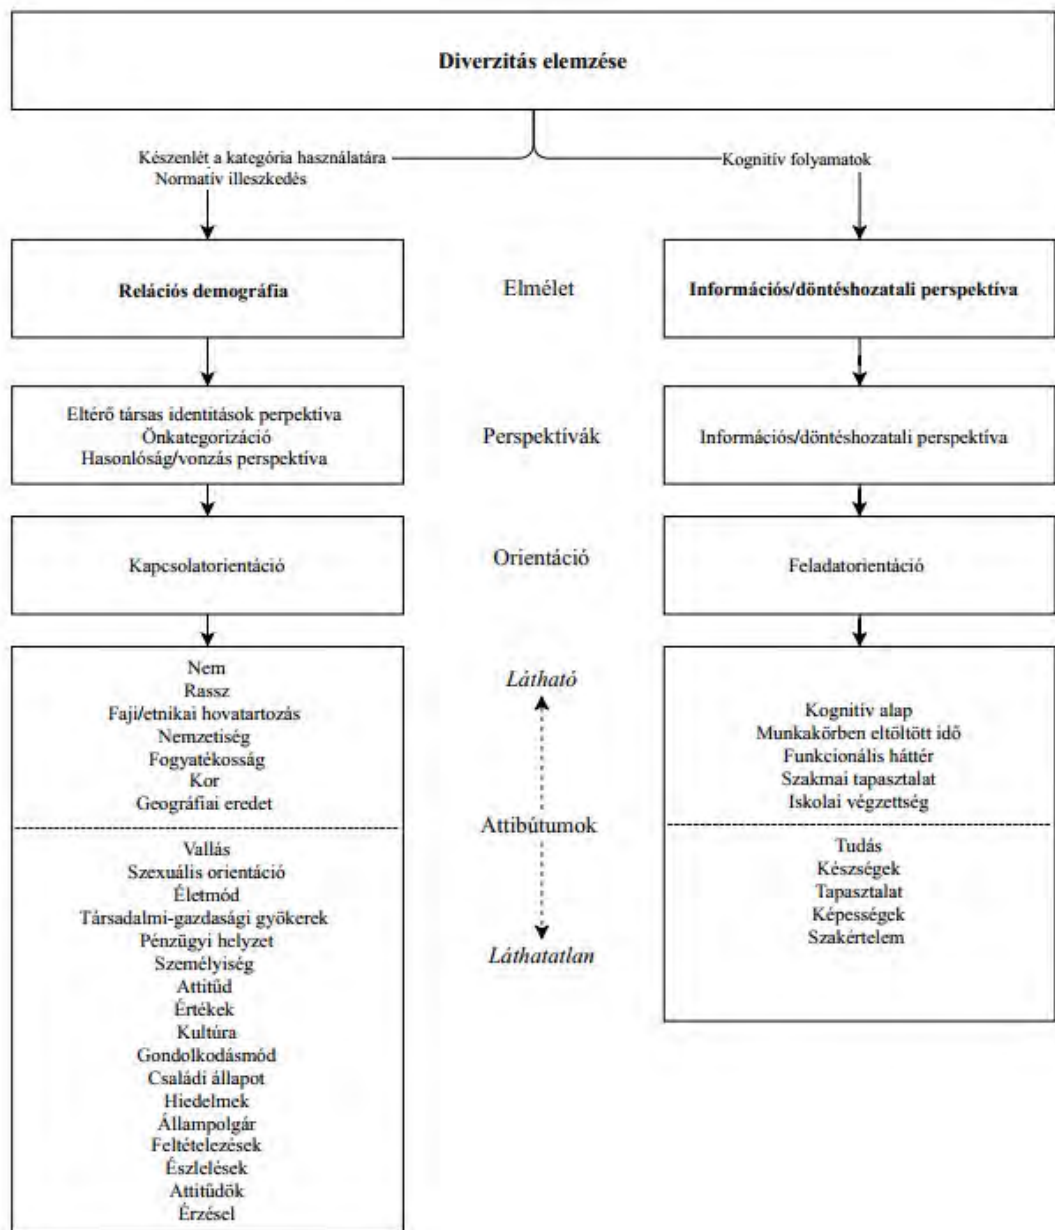 Diverzitás elemzése
Készenlét a kategória használatára
Normatív illeszkedés
Kognitív folyamatok
Relációs demográfia
Elmélet
Információs/döntéshozatali perspektíva
Eltérő társas identitások perpektíva
Önkategorizáció
Hasonlóság/vonzás perspektíva
Perspektívák
Információs/döntéshozatali perspektíva
Kapcsolatorientáció
Orientáció
Feladatorientáció
Nem
Rassz
Faji/etnikai hovatartozás
Nemzetiség
Fogyatékosság
Kor
Geográfiai eredet
Vallás
Szexuális orientáció
Életmód
Társadalmi-gazdasági gyökerek
Pénzügyi helyzet
Személyiség
Attitűd
Értékek
Kultúra
Gondolkodásmód
Családi állapot
Hiedelmek
Állampolgár
Feltételezések
Észlelések
Attitűdök
Érzésel
Látható
Attibútumok
Láthatatlan
Kognitív alap
Munkakörben eltöltött idő
Funkcionális háttér
Szakmai tapasztalat
Iskolai végzettség
Tudás
Készségek
Tapasztalat
Képességek
Szakértelem